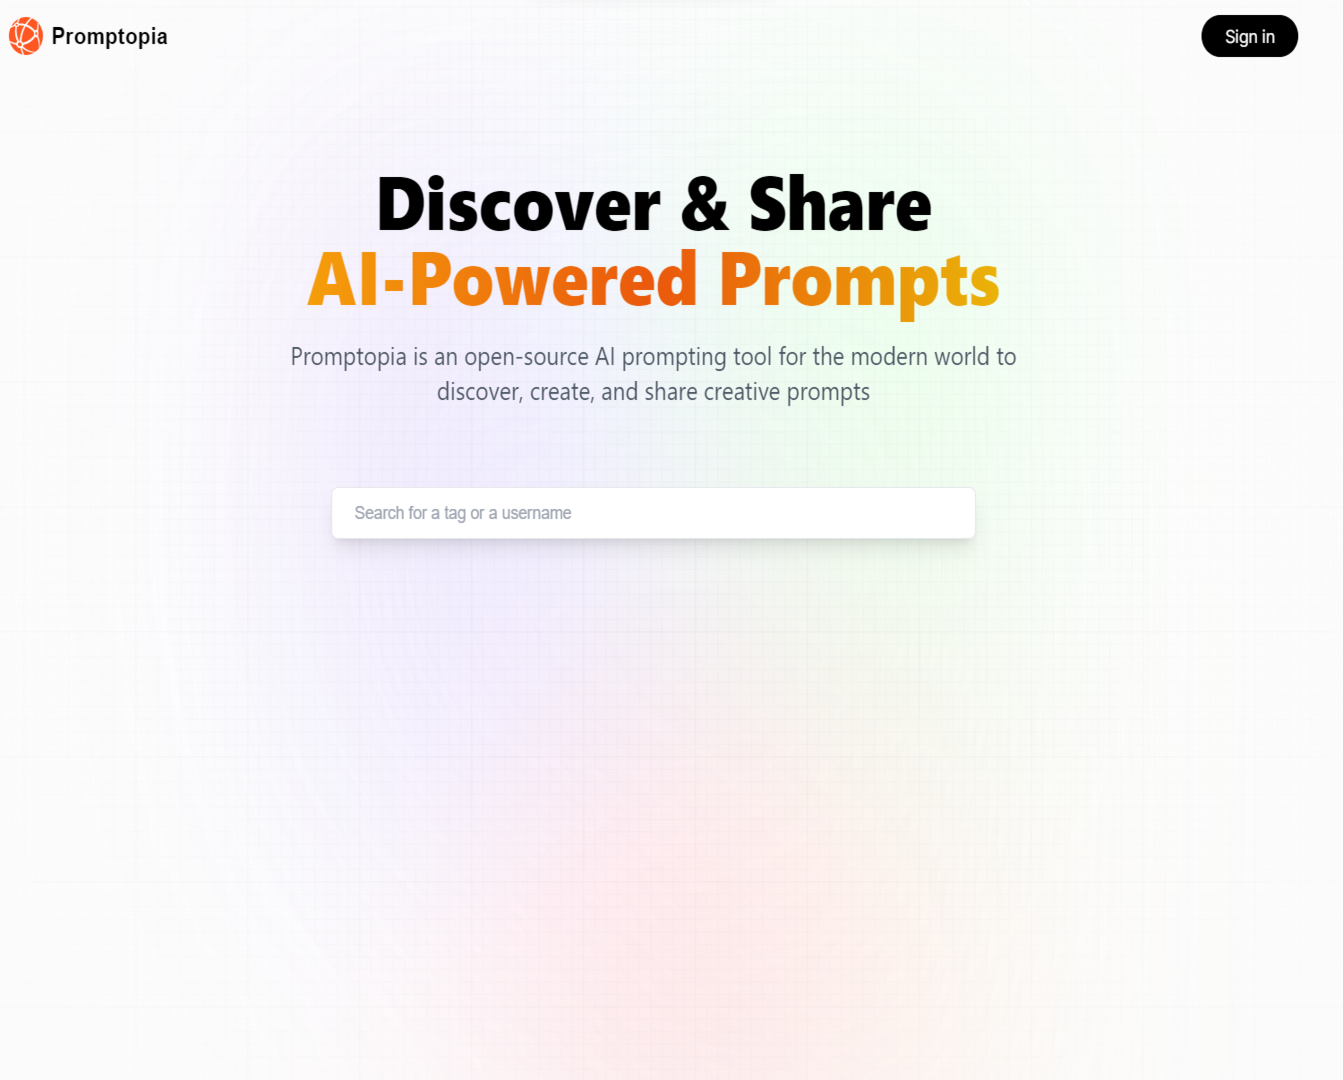 Promptopia
Sign in
Discover & Share
AI-Powered Prompts
Promptopia is an open-source AI prompting tool for the modern world to
discover, create, and share creative prompts
Search for a tag or a username